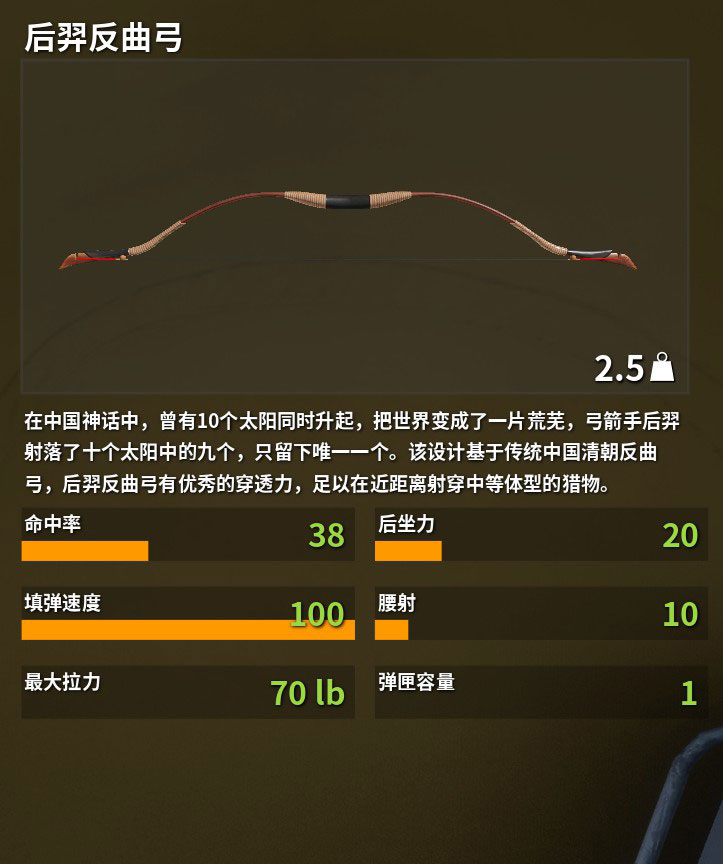 后羿反曲弓
2.5
在中国神话中，曾有10个太阳同时升起，把世界变成了一片荒芜，弓箭手后羿
射落了十个太阳中的九个，只留下唯一一个。该设计基于传统中国清朝反曲
弓，后羿反曲弓有优秀的穿透力，足以在近距离射穿中等体型的猎物。
命中率 38
后坐力 20
填弹速度 100
腰射 10
最大拉力 70 lb
弹匣容量 1